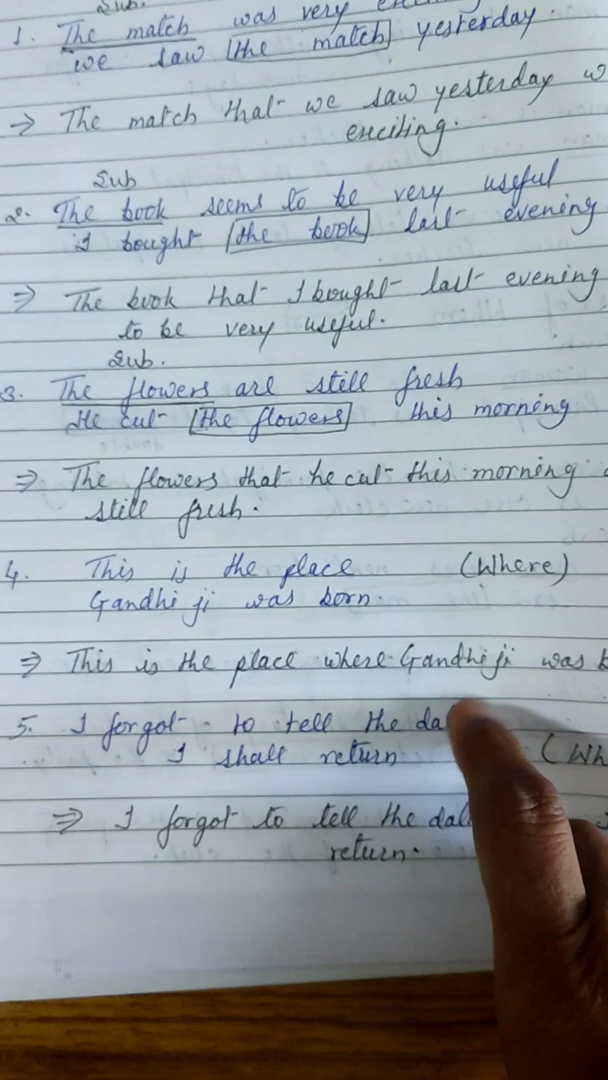 Sub.
1. The match was very
we saw the match yesterday.
⇒ The match that we saw yesterday
exciting.
Sub
2. The book seems to be very useful
I bought the book last evening
⇒ The book that I bought last evening
to be very useful.
Sub.
3. The flowers are still fresh
He cut the flowers this morning
⇒ The flowers that he cut this morning
still fresh.
4. This is the place (Where)
Gandhi ji was born.
⇒ This is the place where Gandhiji was
5. I forgot to tell the
I shall return (Wh
⇒ I forgot to tell the
return.